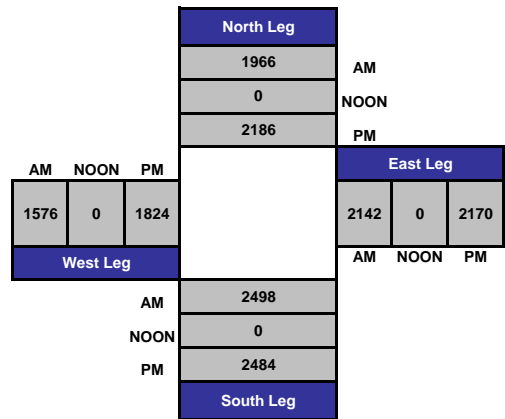 North Leg
1966 AM
0 NOON
2186 PM
AM NOON PM
East Leg
1576 0 1824
2142 0 2170
West Leg
AM NOON PM
AM 2498
NOON 0
PM 2484
South Leg